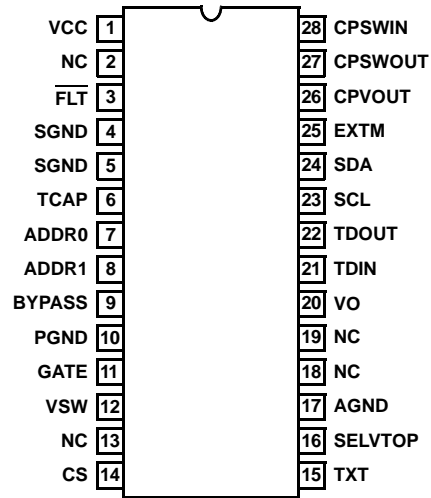 VCC 1 28 CPSWIN
NC 2 27 CPSWOUT
FLT 3 26 CPVOUT
SGND 4 25 EXTM
SGND 5 24 SDA
TCAP 6 23 SCL
ADDR0 7 22 TDOUT
ADDR1 8 21 TDIN
BYPASS 9 20 VO
PGND 10 19 NC
GATE 11 18 NC
VSW 12 17 AGND
NC 13 16 SELVTOP
CS 14 15 TXT